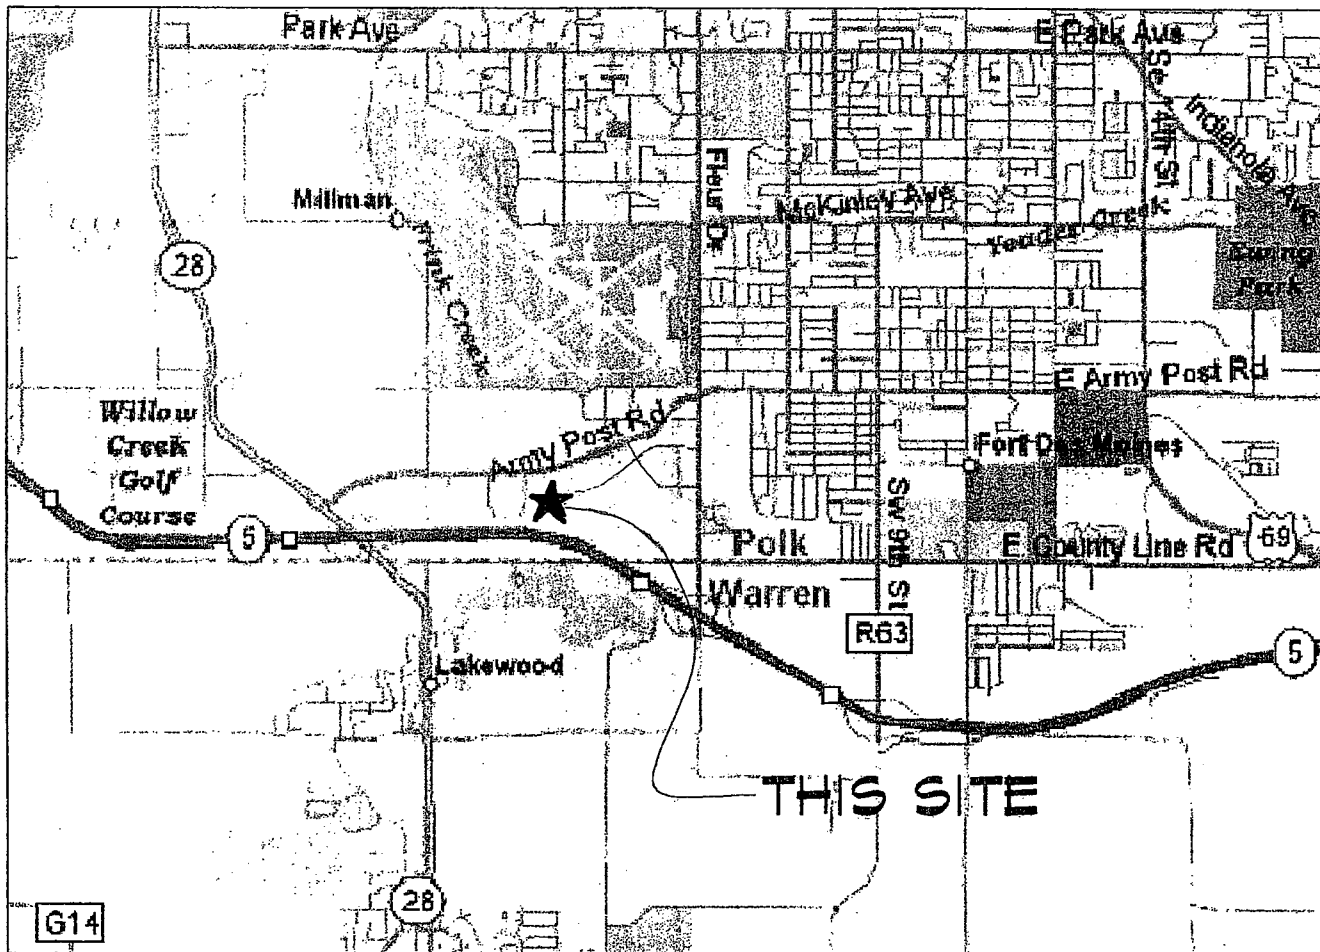 Park Ave
E Park Ave
Se 14th St
Indianola
Millman
Fleur Dr
McKinley Ave
Yeader Creek
Ewing
Park
28
Frink Creek
E Army Post Rd
Willow
Creek
Golf
Course
Army Post Rd
Fort Des Moines
SW 9th St
5
Polk
E County Line Rd
69
Warren
R63
5
Lakewood
THIS SITE
28
G14